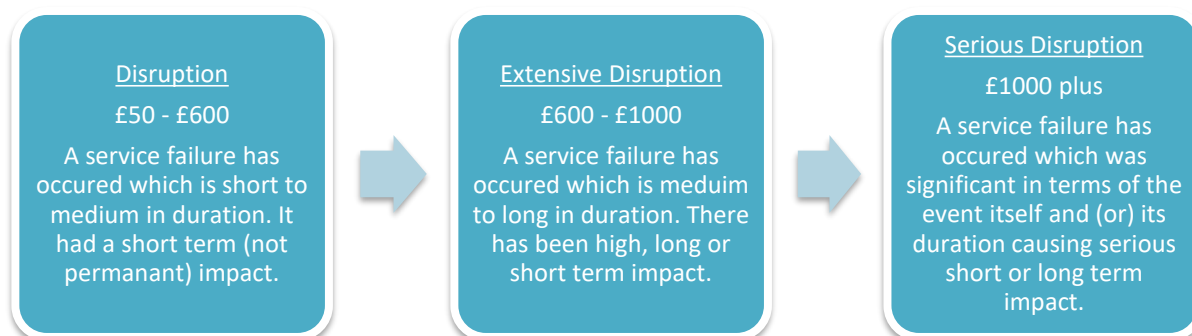 Disruption
£50 - £600
A service failure has
occured which is short to
medium in duration. It
had a short term (not
permanant) impact.
Extensive Disruption
£600 - £1000
A service failure has
occured which is meduim
to long in duration. There
has been high, long or
short term impact.
Serious Disruption
£1000 plus
A service failure has
occured which was
significant in terms of the
event itself and (or) its
duration causing serious
short or long term
impact.